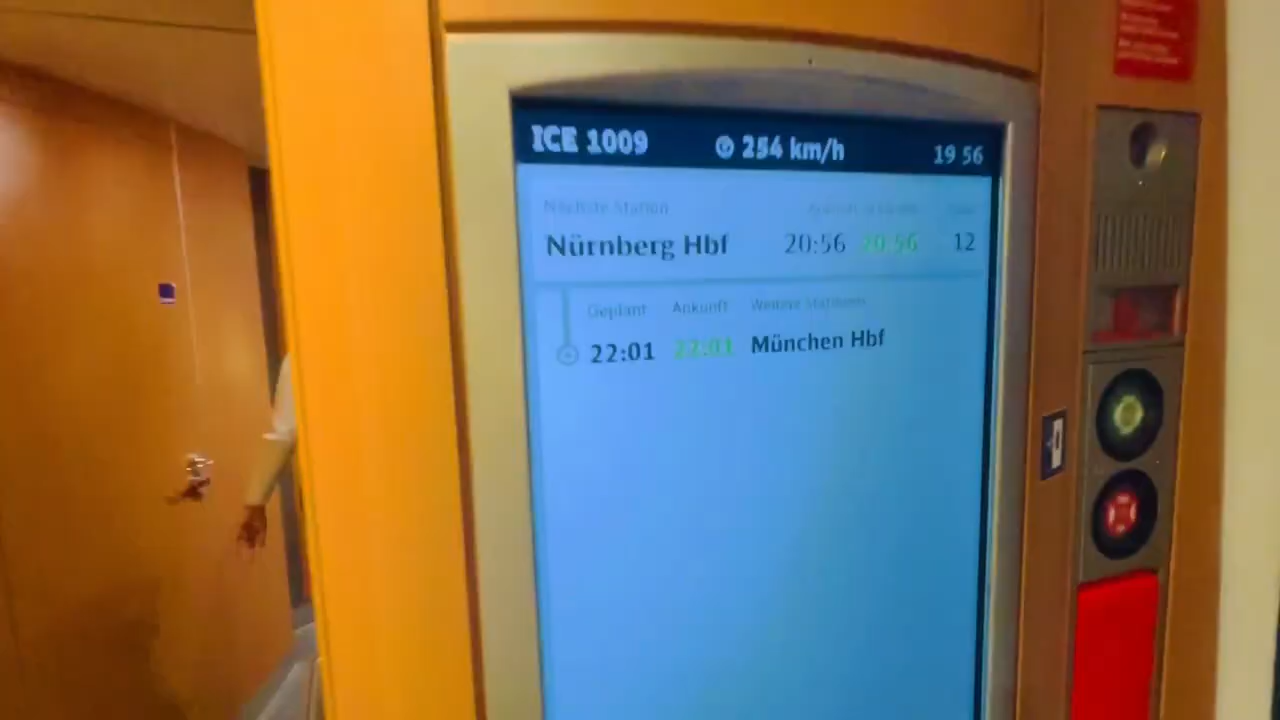 ICE 1009 254 km/h 19 56
Nächste Station
Nürnberg Hbf 20:56 20:56 12
Geplant Ankunft Weitere Stationen
22:01 22:01 München Hbf